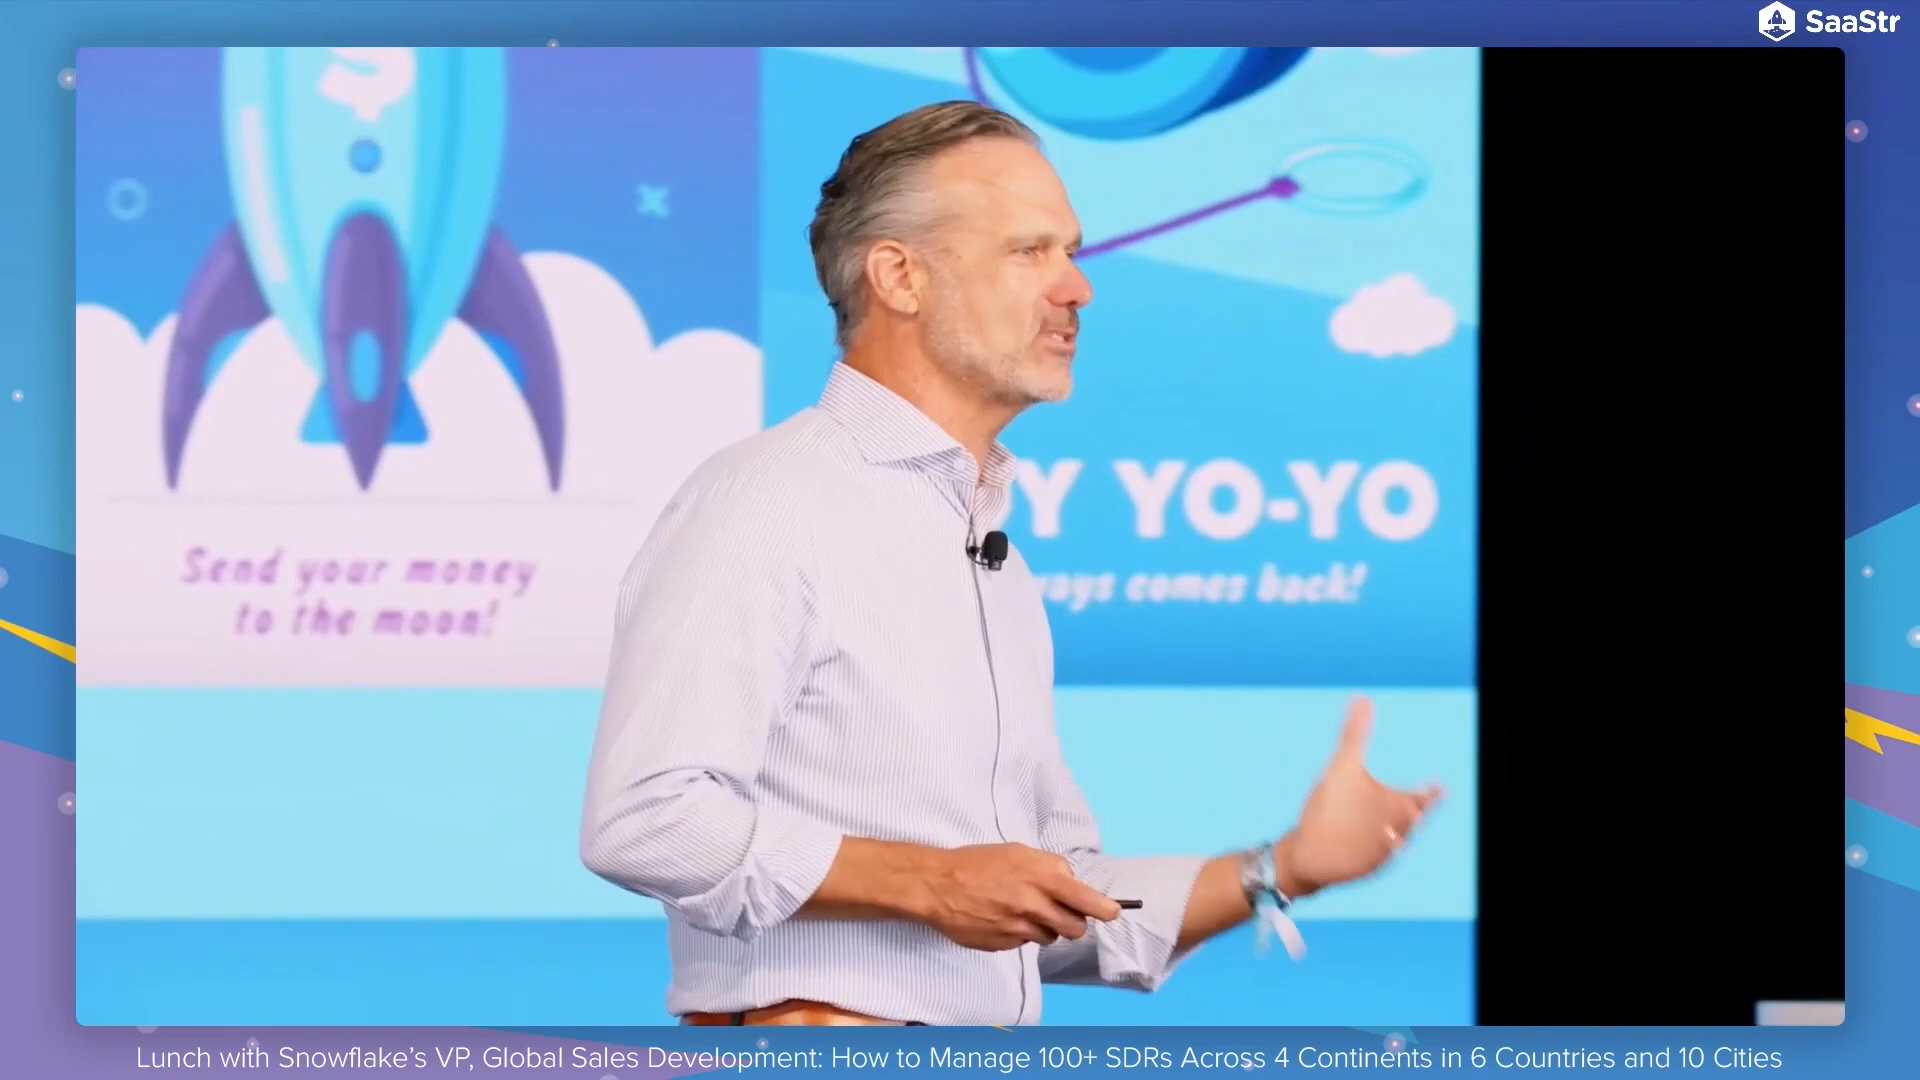 SaaStr
Send your money
to the moon!
YO-YO
comes back!
Lunch with Snowflake's VP, Global Sales Development: How to Manage 100+ SDRs Across 4 Continents in 6 Countries and 10 Cities